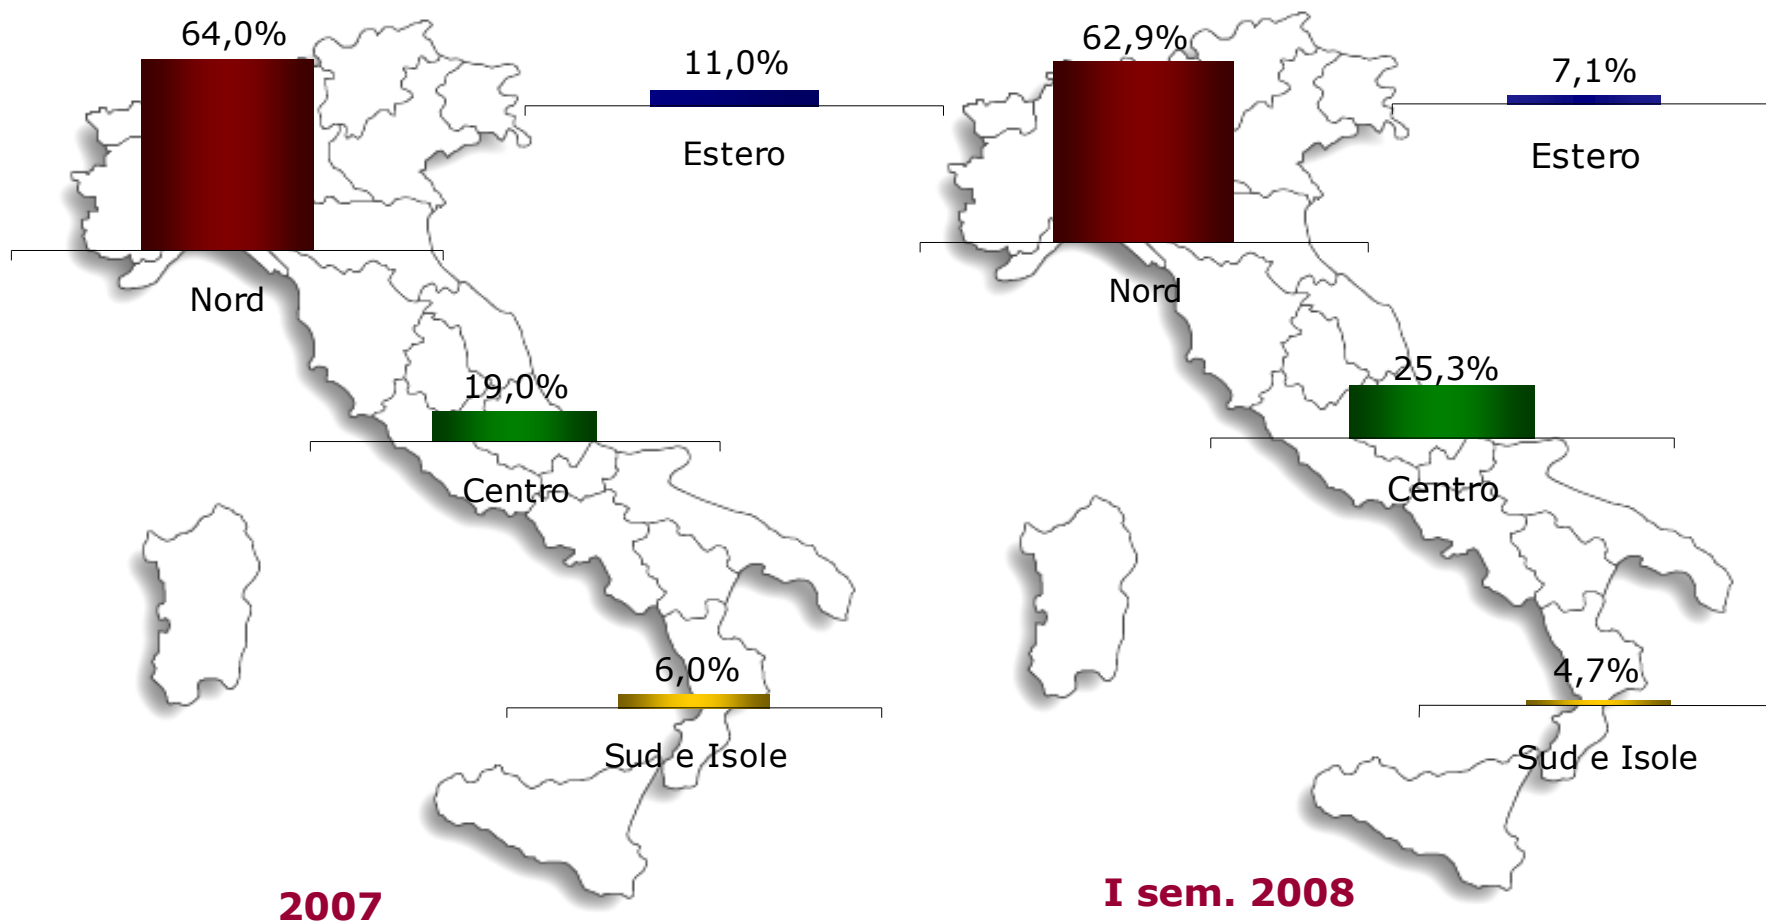 64,0%
11,0%
Estero
Nord
19,0%
Centro
6,0%
Sud e Isole
2007
62,9%
7,1%
Estero
Nord
25,3%
Centro
4,7%
Sud e Isole
I sem. 2008